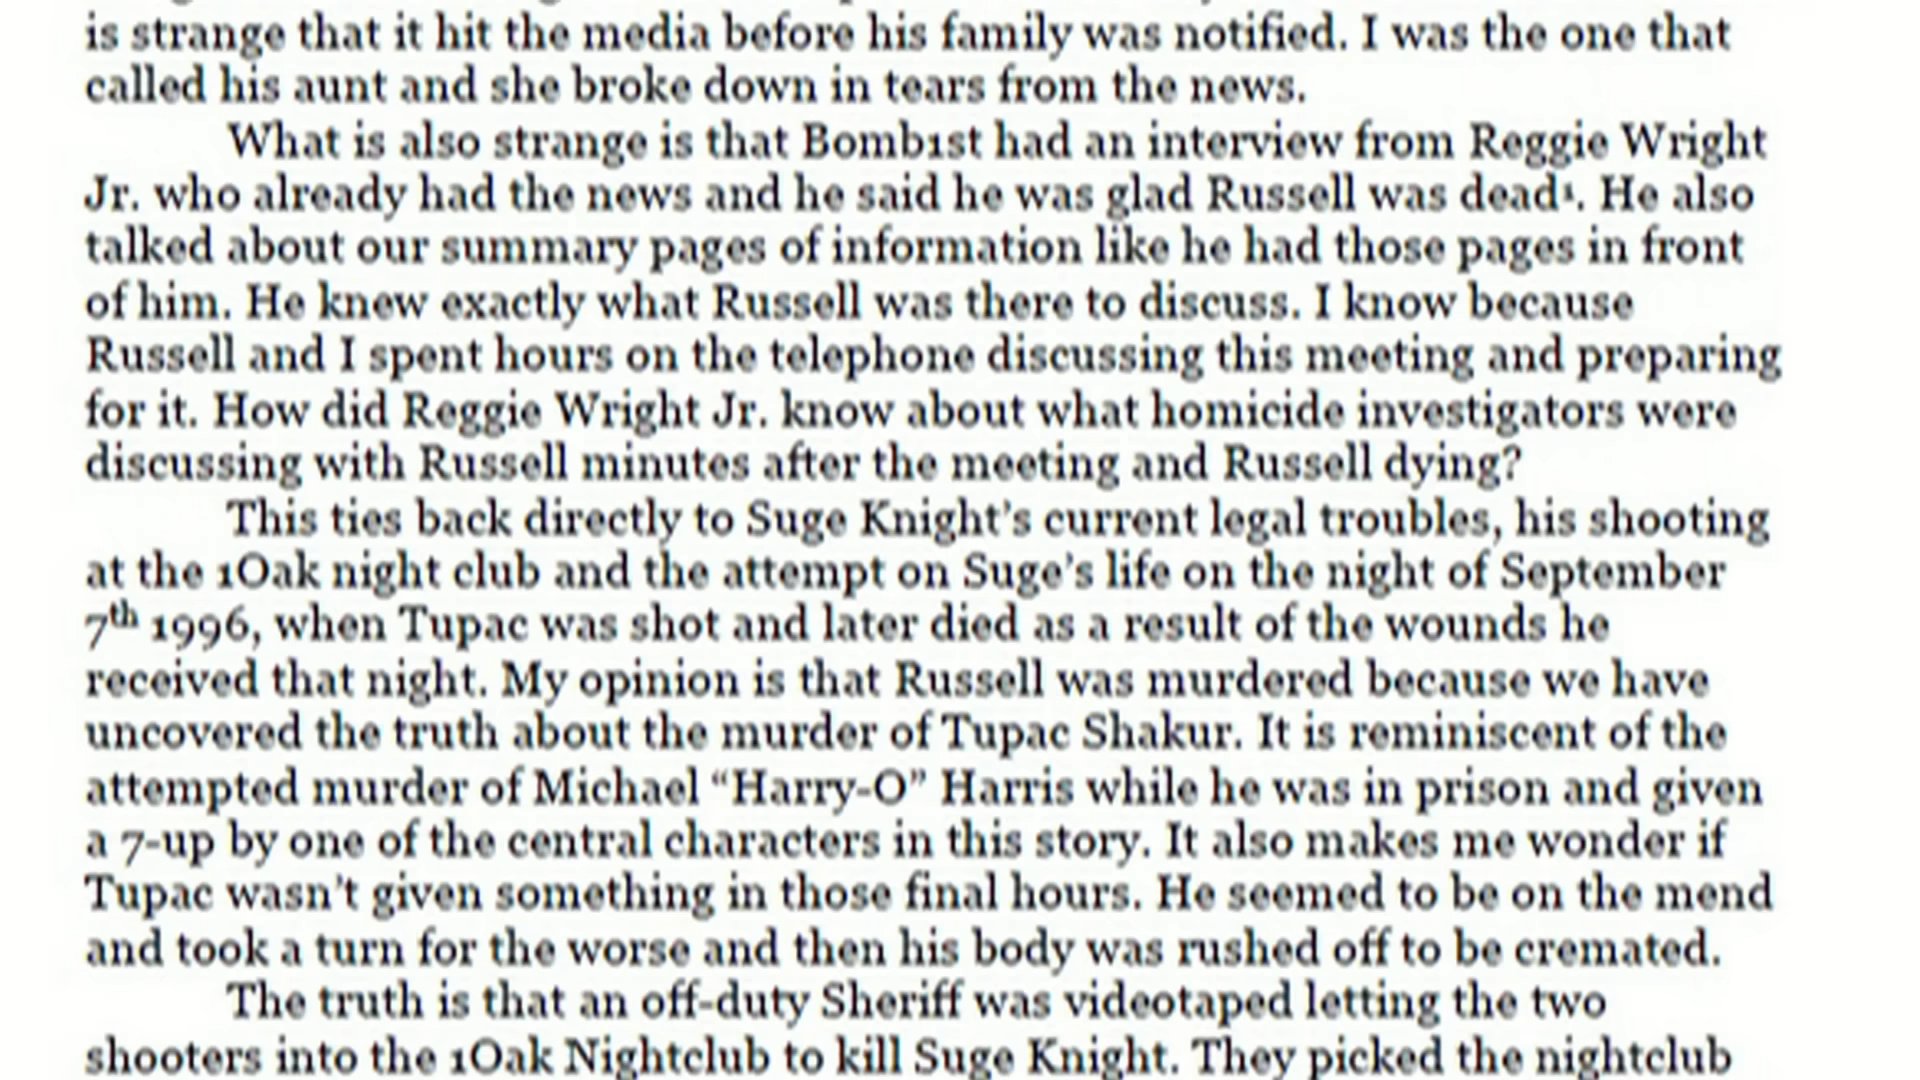 is strange that it hit the media before his family was notified. I was the one that
called his aunt and she broke down in tears from the news.
What is also strange is that Bomb1st had an interview from Reggie Wright
Jr. who already had the news and he said he was glad Russell was dead¹. He also
talked about our summary pages of information like he had those pages in front
of him. He knew exactly what Russell was there to discuss. I know because
Russell and I spent hours on the telephone discussing this meeting and preparing
for it. How did Reggie Wright Jr. know about what homicide investigators were
discussing with Russell minutes after the meeting and Russell dying?
This ties back directly to Suge Knight’s current legal troubles, his shooting
at the 1Oak night club and the attempt on Suge’s life on the night of September
7th 1996, when Tupac was shot and later died as a result of the wounds he
received that night. My opinion is that Russell was murdered because we have
uncovered the truth about the murder of Tupac Shakur. It is reminiscent of the
attempted murder of Michael “Harry-O” Harris while he was in prison and given
a 7-up by one of the central characters in this story. It also makes me wonder if
Tupac wasn’t given something in those final hours. He seemed to be on the mend
and took a turn for the worse and then his body was rushed off to be cremated.
The truth is that an off-duty Sheriff was videotaped letting the two
shooters into the 1Oak Nightclub to kill Suge Knight. They picked the nightclub